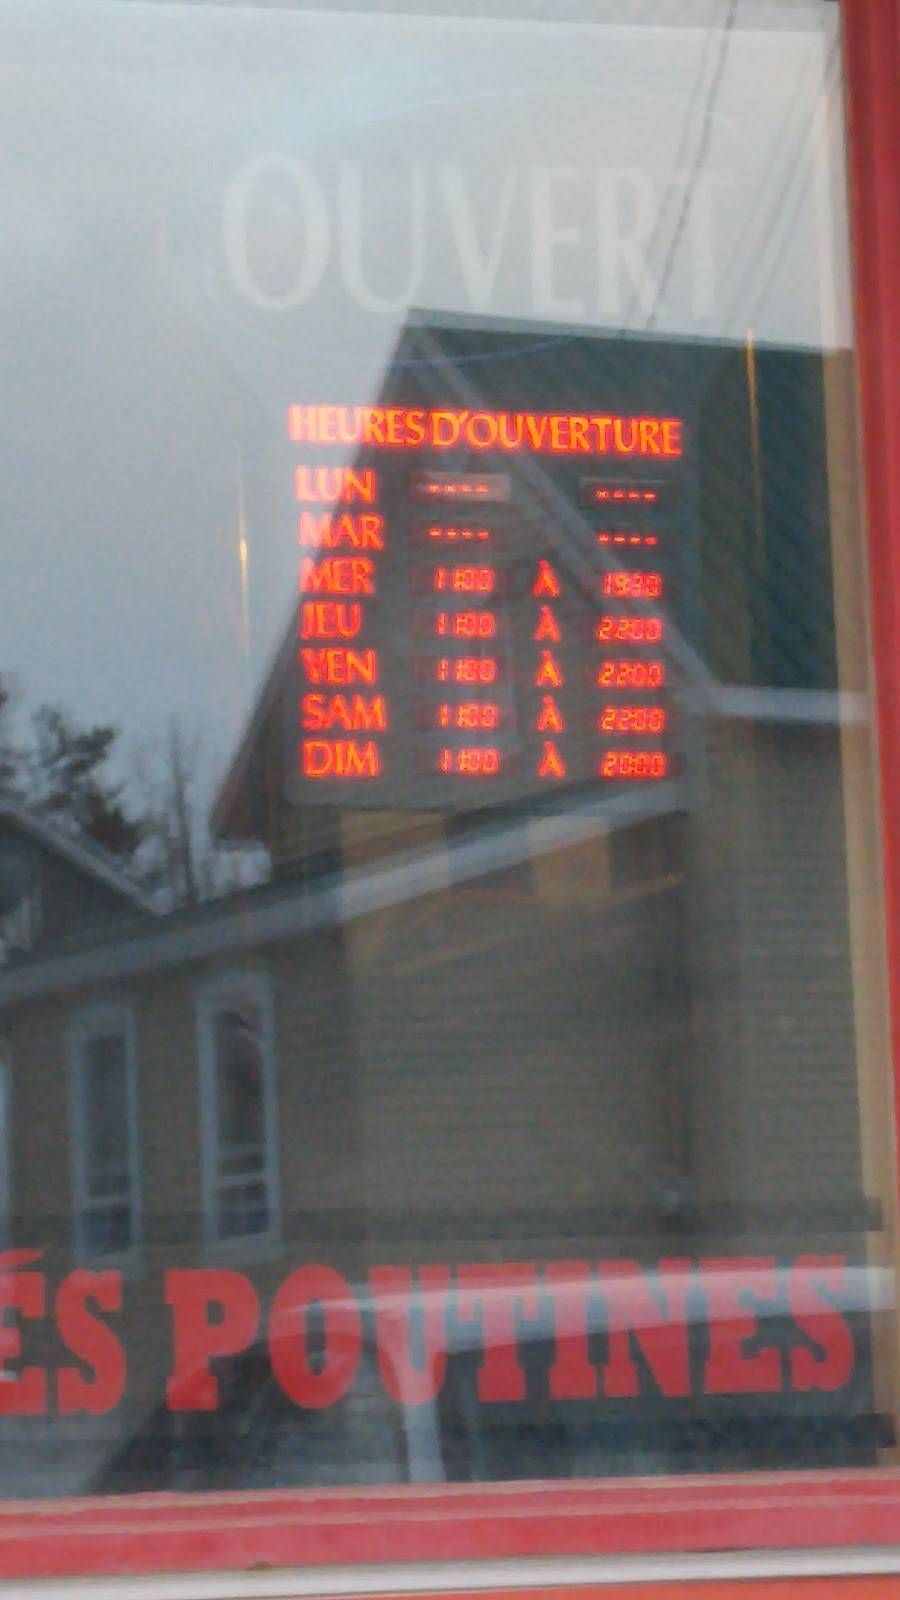 OUVERT
HEURES D'OUVERTURE
LUN ---- ----
MAR ---- ----
MER 11:00 À 19:30
JEU 11:00 À 22:00
VEN 11:00 À 22:00
SAM 11:00 À 22:00
DIM 11:00 À 20:00
ÉS POUTINES